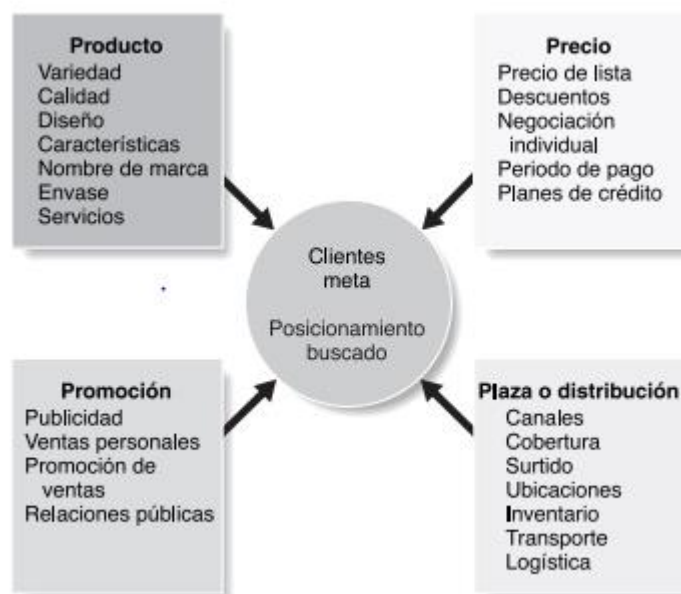 Producto
Variedad
Calidad
Diseño
Características
Nombre de marca
Envase
Servicios
Precio
Precio de lista
Descuentos
Negociación
individual
Periodo de pago
Planes de crédito
Clientes
meta
Posicionamiento
buscado
Promoción
Publicidad
Ventas personales
Promoción de
ventas
Relaciones públicas
Plaza o distribución
Canales
Cobertura
Surtido
Ubicaciones
Inventario
Transporte
Logística